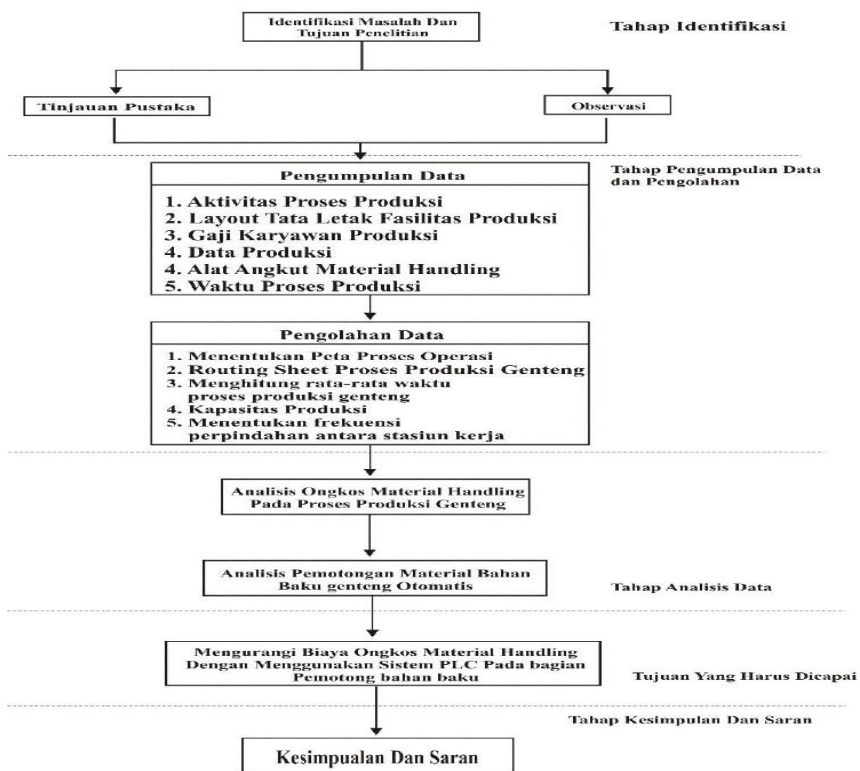 Identifikasi Masalah Dan
Tujuan Penelitian
Tahap Identifikasi
Tinjauan Pustaka
Observasi
Pengumpulan Data
1. Aktivitas Proses Produksi
2. Layout Tata Letak Fasilitas Produksi
3. Gaji Karyawan Produksi
4. Data Produksi
4. Alat Angkut Material Handling
5. Waktu Proses Produksi
Tahap Pengumpulan Data
dan Pengolahan
Pengolahan Data
1. Menentukan Peta Proses Operasi
2. Routing Sheet Proses Produksi Genteng
3. Menghitung rata-rata waktu
proses produksi genteng
4. Kapasitas Produksi
5. Menentukan frekuensi
perpindahan antara stasiun kerja
Analisis Ongkos Material Handling
Pada Proses Produksi Genteng
Analisis Pemotongan Material Bahan
Baku genteng Otomatis
Tahap Analisis Data
Mengurangi Biaya Ongkos Material Handling
Dengan Menggunakan Sistem PLC Pada bagian
Pemotong bahan baku
Tujuan Yang Harus Dicapai
Tahap Kesimpulan Dan Saran
Kesimpualan Dan Saran